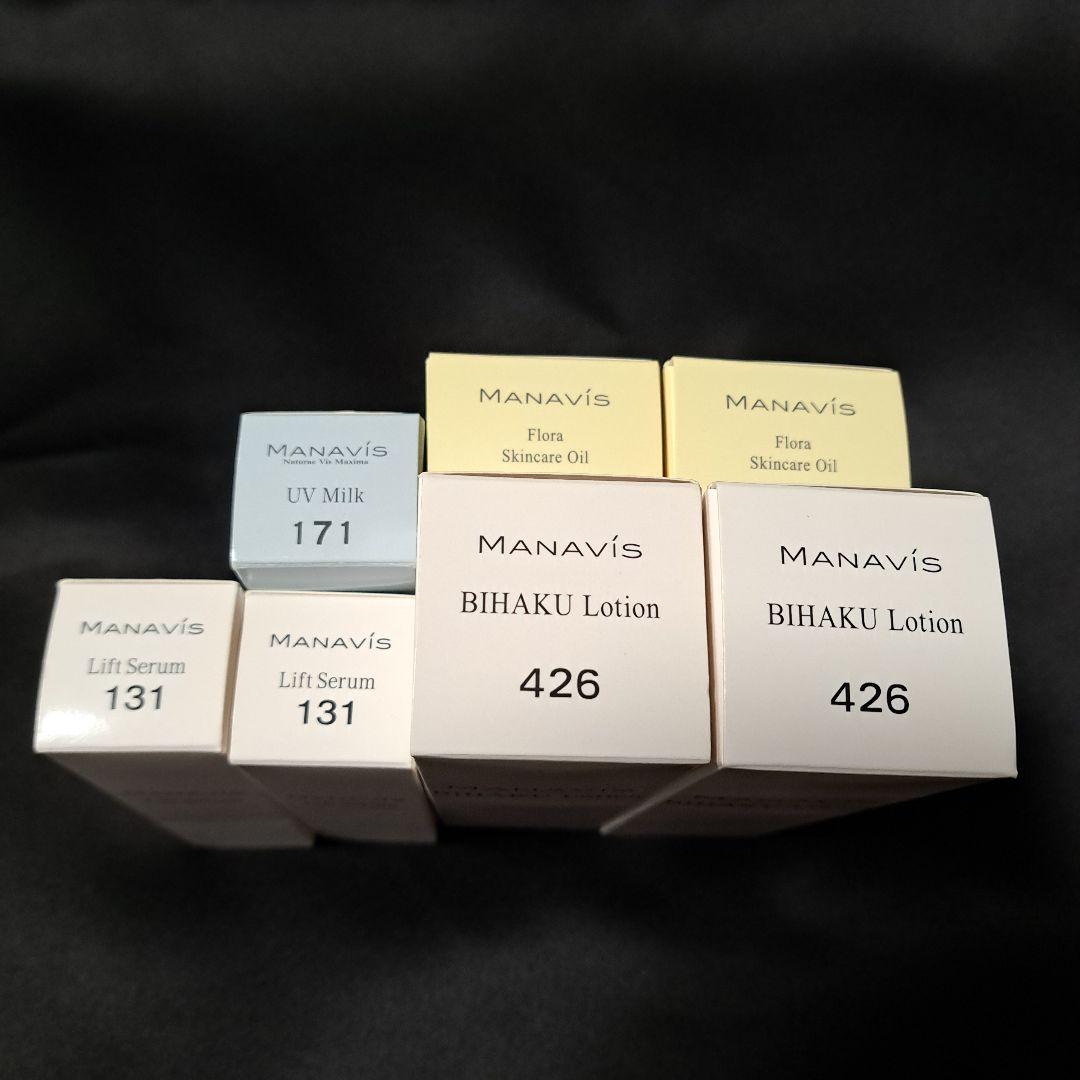 MANAVÍS
Flora
Skincare Oil
MANAVÍS
Flora
Skincare Oil
MANAVÍS
Naturae Vis Maxima
UV Milk
171
MANAVÍS
BIHAKU Lotion
426
MANAVÍS
BIHAKU Lotion
426
MANAVÍS
Lift Serum
131
MANAVÍS
Lift Serum
131